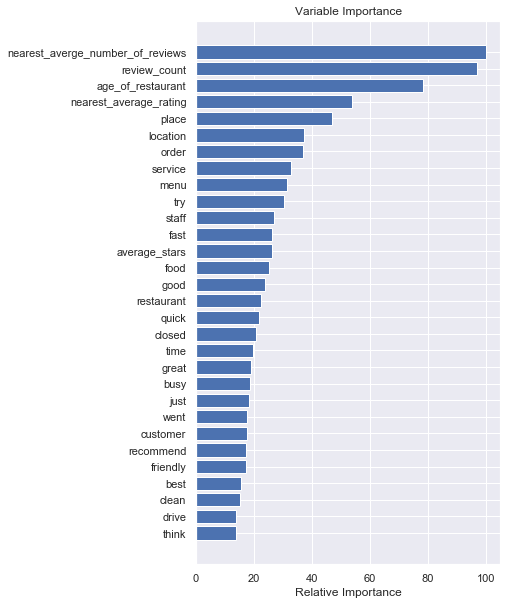 Variable Importance
nearest_averge_number_of_reviews
review_count
age_of_restaurant
nearest_average_rating
place
location
order
service
menu
try
staff
fast
average_stars
food
good
restaurant
quick
closed
time
great
busy
just
went
customer
recommend
friendly
best
clean
drive
think
0 20 40 60 80 100
Relative Importance